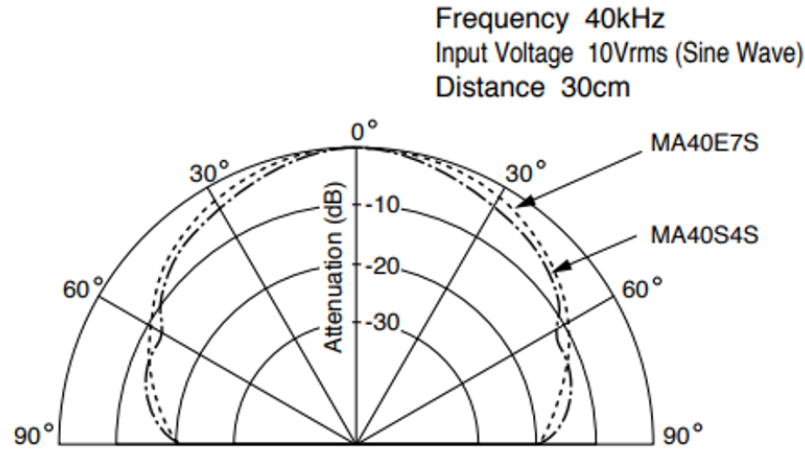 Frequency 40kHz
Input Voltage 10Vrms (Sine Wave)
Distance 30cm
0°
MA40E7S
30°
30°
-10
MA40S4S
-20
60°
60°
-30
Attenuation (dB)
90°
90°